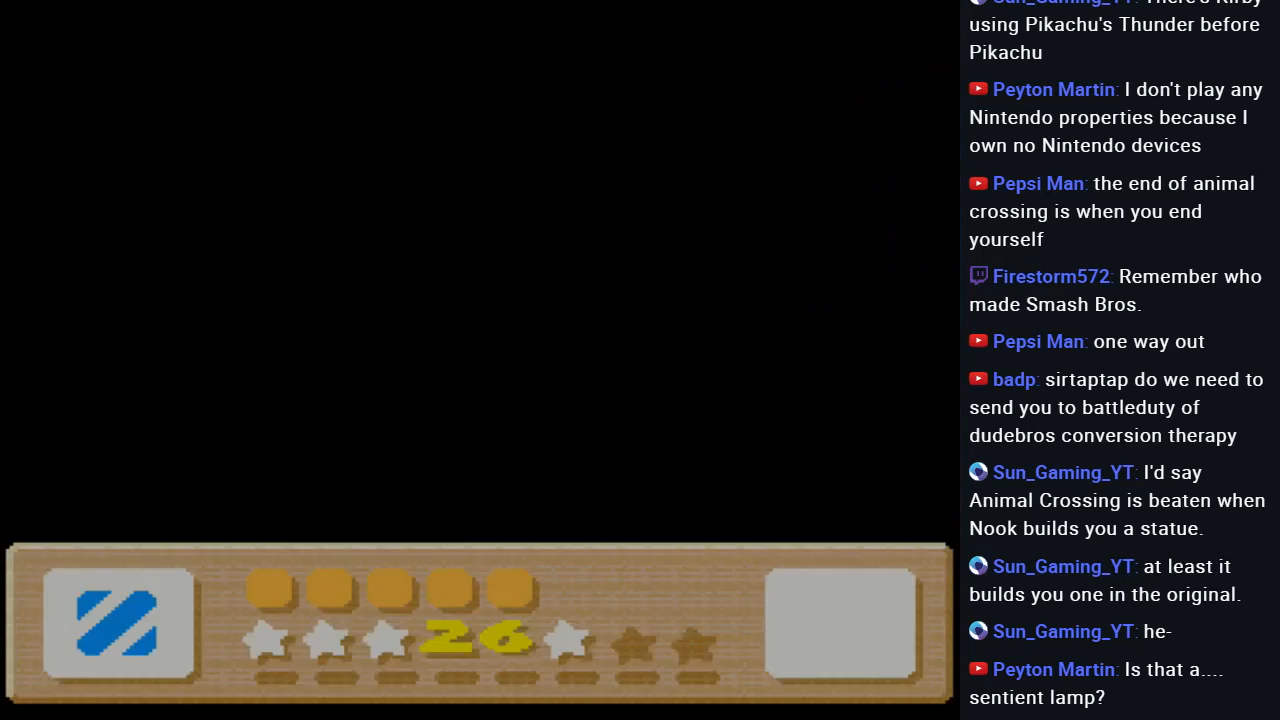 Sun_Gaming_YT: There's Kirby
using Pikachu's Thunder before
Pikachu
Peyton Martin: I don't play any
Nintendo properties because I
own no Nintendo devices
Pepsi Man: the end of animal
crossing is when you end
yourself
Firestorm572: Remember who
made Smash Bros.
Pepsi Man: one way out
badp: sirtaptap do we need to
send you to battleduty of
dudebros conversion therapy
Sun_Gaming_YT: I'd say
Animal Crossing is beaten when
Nook builds you a statue.
Sun_Gaming_YT: at least it
builds you one in the original.
Sun_Gaming_YT: he-
Peyton Martin: Is that a....
sentient lamp?
26